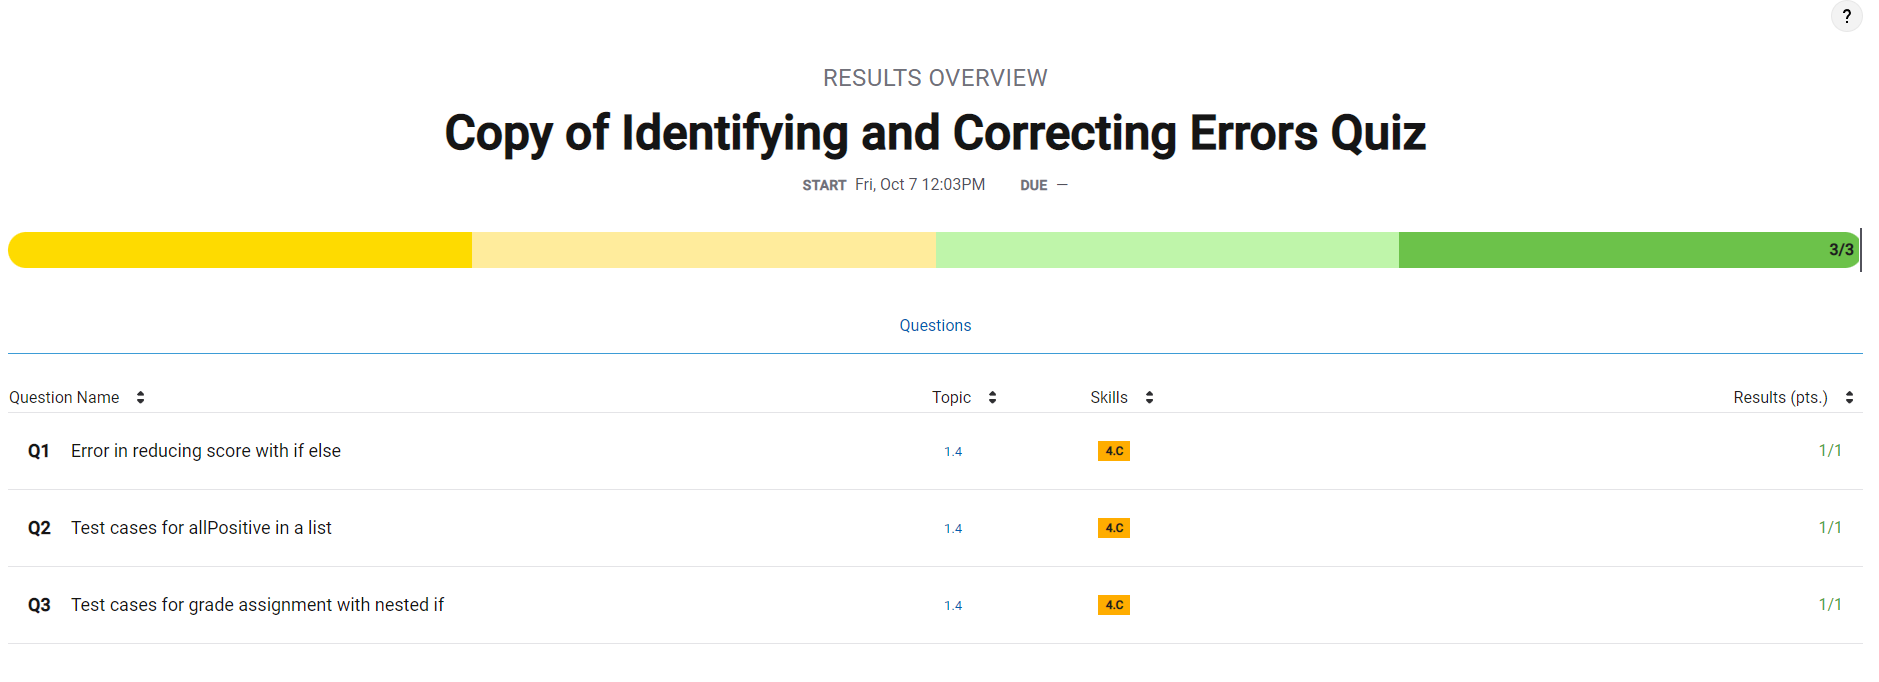 ?
RESULTS OVERVIEW
Copy of Identifying and Correcting Errors Quiz
START Fri, Oct 7 12:03PM DUE —
3/3
Questions
Question Name Topic Skills Results (pts.)
Q1 Error in reducing score with if else 1.4 4.C 1/1
Q2 Test cases for allPositive in a list 1.4 4.C 1/1
Q3 Test cases for grade assignment with nested if 1.4 4.C 1/1